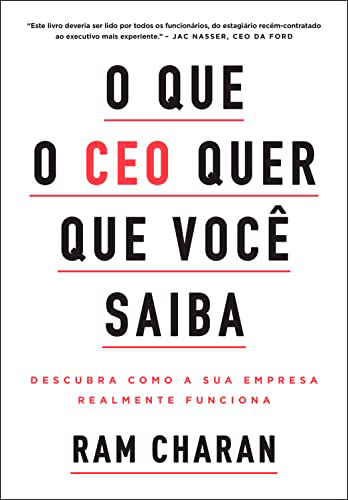 "Este livro deveria ser lido por todos os funcionários, do estagiário recém-contratado
ao executivo mais experiente." – JAC NASSER, CEO DA FORD
O QUE
O CEO QUER
QUE VOCÊ
SAIBA
DESCUBRA COMO A SUA EMPRESA
REALMENTE FUNCIONA
RAM CHARAN